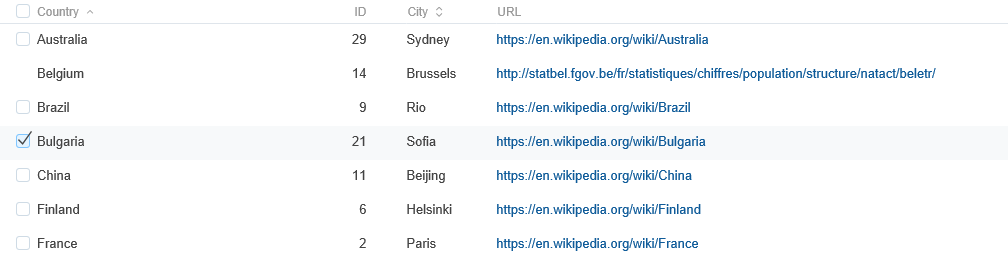 Country ID City URL
Australia 29 Sydney https://en.wikipedia.org/wiki/Australia
Belgium 14 Brussels http://statbel.fgov.be/fr/statistiques/chiffres/population/structure/natact/beletr/
Brazil 9 Rio https://en.wikipedia.org/wiki/Brazil
Bulgaria 21 Sofia https://en.wikipedia.org/wiki/Bulgaria
China 11 Beijing https://en.wikipedia.org/wiki/China
Finland 6 Helsinki https://en.wikipedia.org/wiki/Finland
France 2 Paris https://en.wikipedia.org/wiki/France